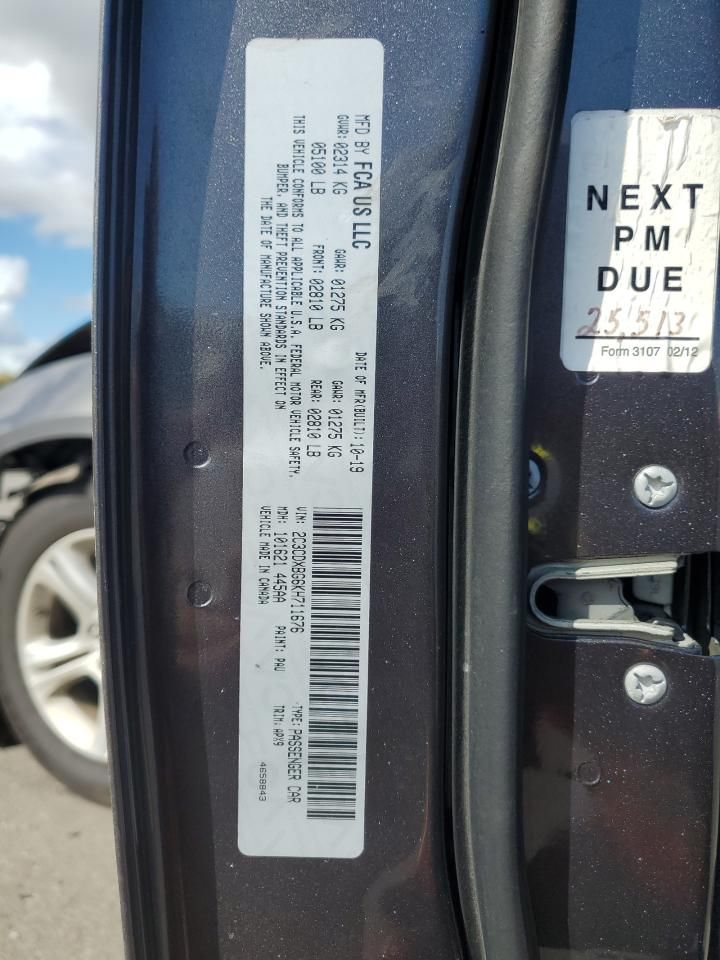 MFD BY FCA US LLC
DATE OF MFR(BUILT): 10-19
GVWR: 02314 KG
GAWR: 01275 KG
GAWR: 01275 KG
05100 LB
FRONT: 02810 LB
REAR: 02810 LB
THIS VEHICLE CONFORMS TO ALL APPLICABLE U.S.A. FEDERAL MOTOR VEHICLE SAFETY,
BUMPER, AND THEFT PREVENTION STANDARDS IN EFFECT ON
THE DATE OF MANUFACTURE SHOWN ABOVE.
VIN: 2C3CDXBG6KH711676
-TYPE: PASSENGER CAR
MDH: 101621 445AA
PAINT: PAU
TRIM: APX9
VEHICLE MADE IN CANADA
4658843
NEXT
PM
DUE
25,513
Form 3107 02/12